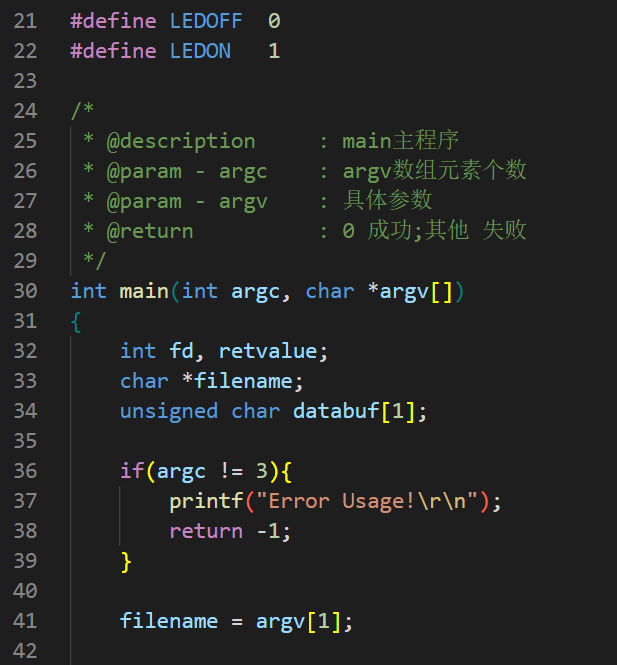 21 #define LEDOFF  0
22 #define LEDON   1
23
24 /*
25  * @description     : main主程序
26  * @param - argc    : argv数组元素个数
27  * @param - argv    : 具体参数
28  * @return          : 0 成功;其他 失败
29  */
30 int main(int argc, char *argv[])
31 {
32     int fd, retvalue;
33     char *filename;
34     unsigned char databuf[1];
35
36     if(argc != 3){
37         printf("Error Usage!\r\n");
38         return -1;
39     }
40
41     filename = argv[1];
42